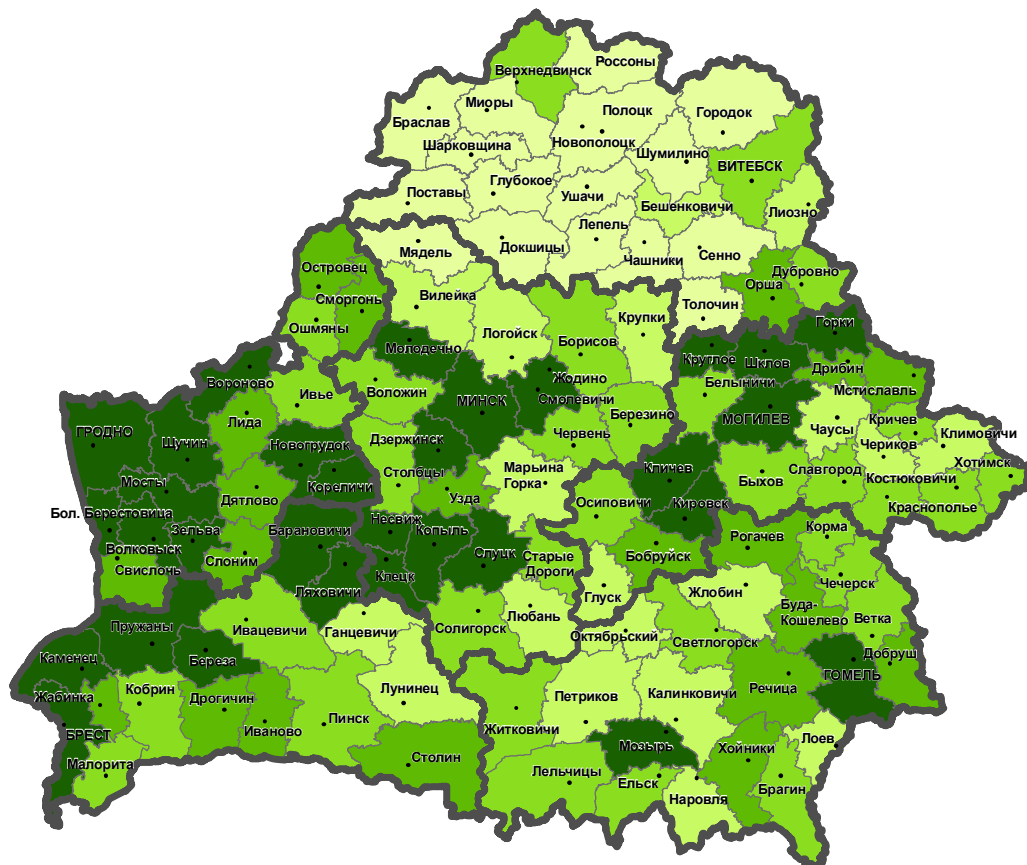 Россоны
Верхнедвинск
Миоры
Браслав
Полоцк
Городок
Шарковщина
Новополоцк
Шумилино
ВИТЕБСК
Глубокое
Поставы
Ушачи
Бешенковичи
Лиозно
Лепель
Докшицы
Мядель
Чашники
Сенно
Островец
Дубровно
Орша
Сморгонь
Вилейка
Толочин
Ошмяны
Логойск
Крупки
Борисов
Горки
Молодечно
Круглое
Шклов
Дрибин
Вороново
Жодино
Белыничи
Мстиславль
Ивье
Воложин
МИНСК
Смолевичи
Березино
МОГИЛЕВ
Лида
Чаусы
Кричев
ГРОДНО
Щучин
Новогрудок
Дзержинск
Червень
Чериков
Климовичи
Марьина
Горка
Кличев
Славгород
Хотимск
Мосты
Кореличи
Столбцы
Узда
Быхов
Костюковичи
Дятлово
Осиповичи
Кировск
Краснополье
Бол. Берестовица
Несвиж
Барановичи
Зельва
Копыль
Корма
Волковыск
Рогачев
Слуцк
Старые
Дороги
Бобруйск
Слоним
Свислочь
Клецк
Чечерск
Ляховичи
Глуск
Жлобин
Буда-
Кошелево
Любань
Ветка
Пружаны
Ивацевичи
Ганцевичи
Солигорск
Октябрьский
Светлогорск
Добруш
Каменец
Береза
ГОМЕЛЬ
Лунинец
Речица
Жабинка
Кобрин
Дрогичин
Петриков
Калинковичи
Пинск
Иваново
Житковичи
БРЕСТ
Лоев
Мозырь
Хойники
Малорита
Столин
Лельчицы
Ельск
Брагин
Наровля